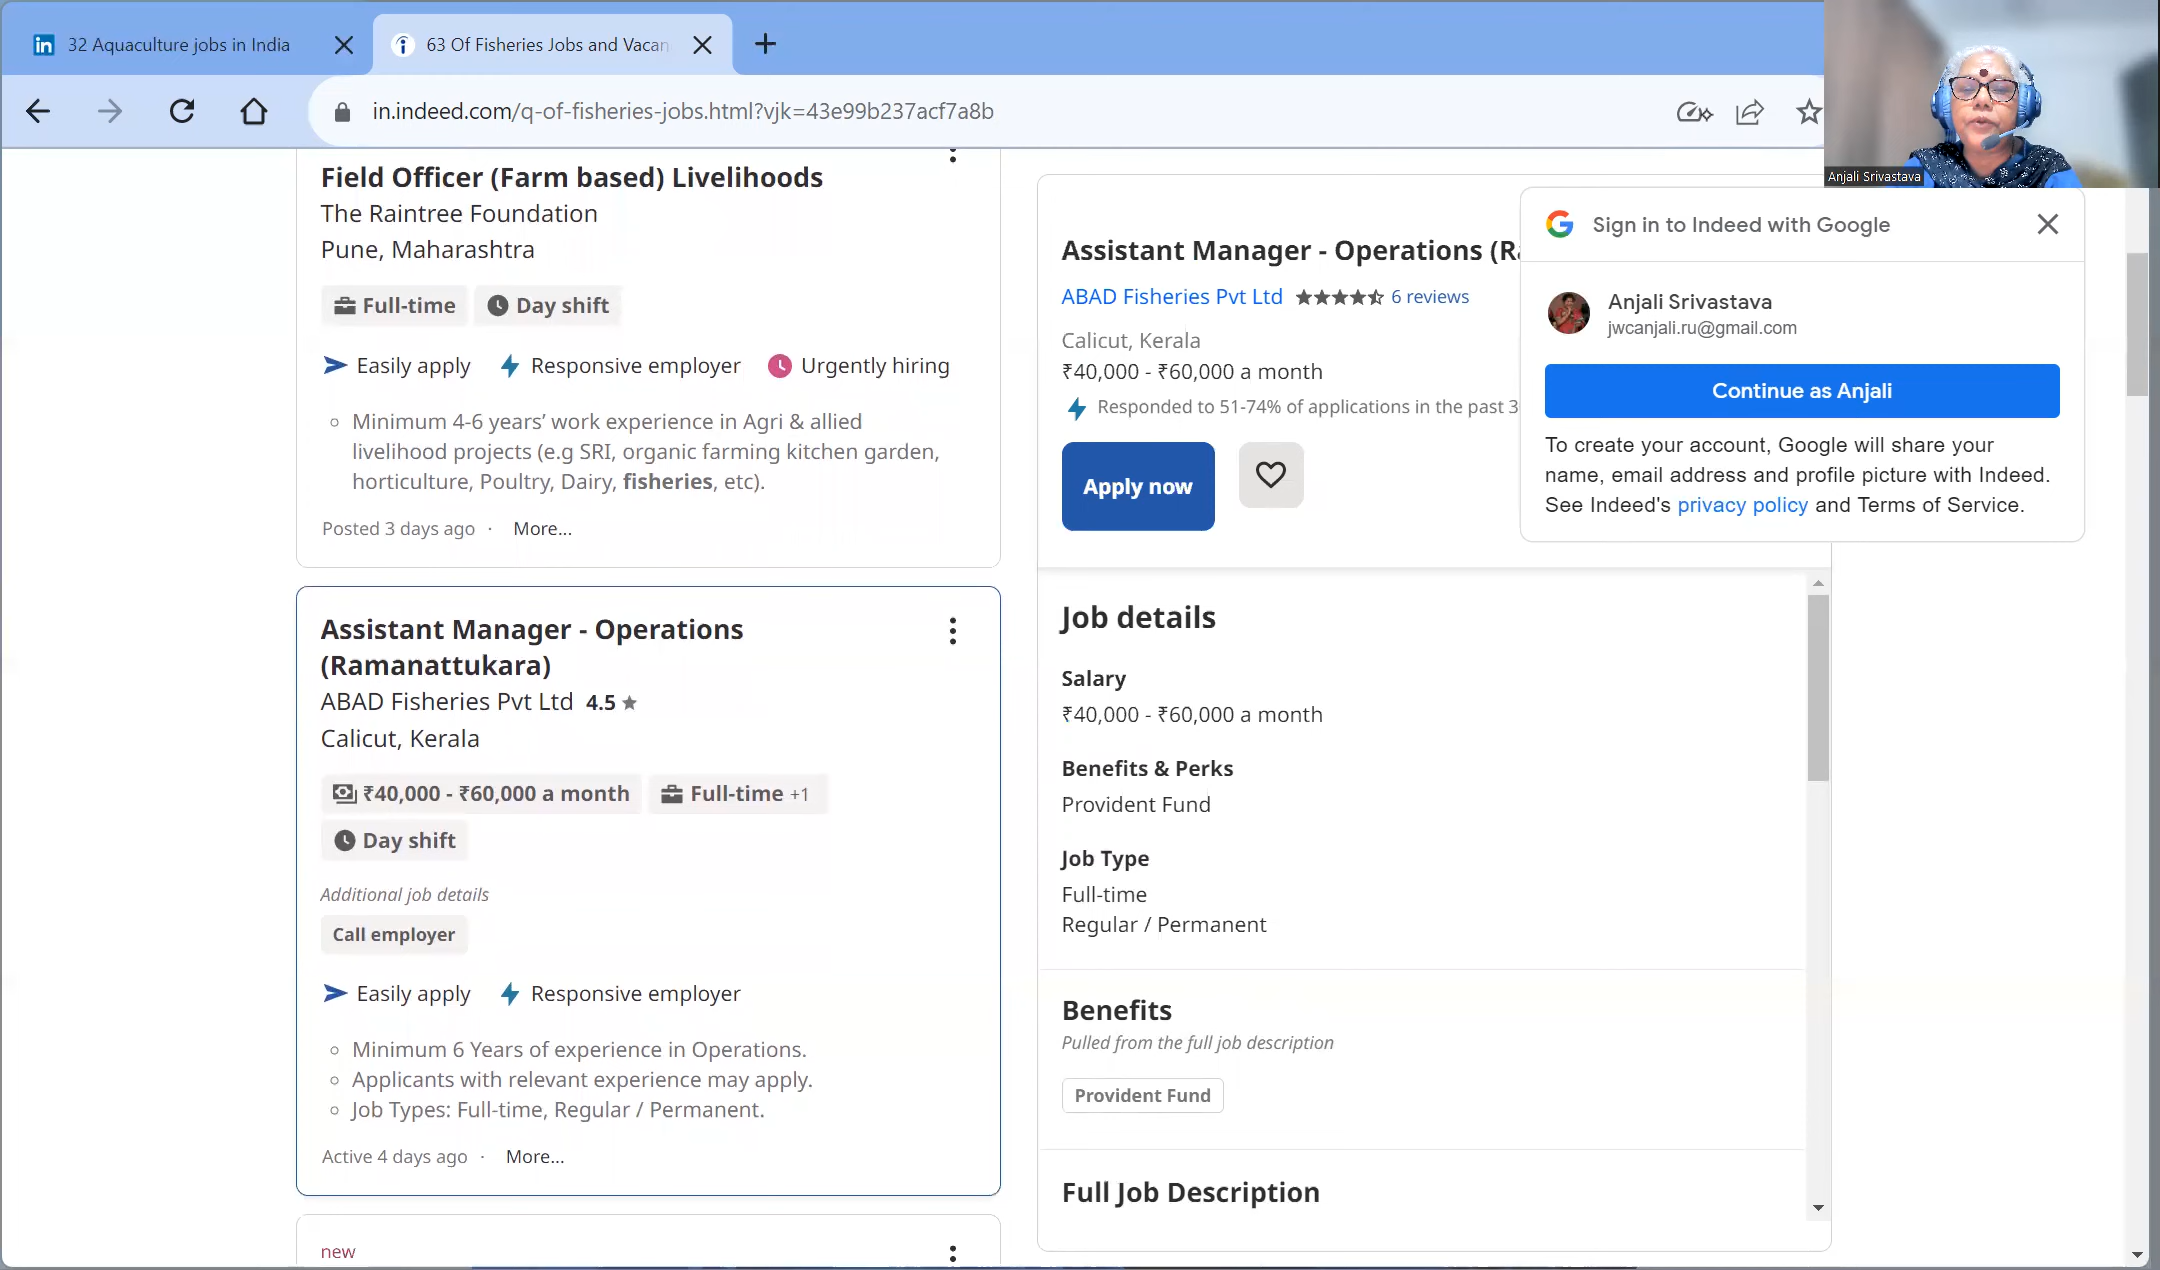 32 Aquaculture jobs in India
63 Of Fisheries Jobs and Vacan
in.indeed.com/q-of-fisheries-jobs.html?vjk=43e99b237acf7a8b
Anjali Srivastava
Field Officer (Farm based) Livelihoods
The Raintree Foundation
Pune, Maharashtra
Full-time
Day shift
Easily apply
Responsive employer
Urgently hiring
Minimum 4-6 years’ work experience in Agri & allied
livelihood projects (e.g SRI, organic farming kitchen garden,
horticulture, Poultry, Dairy, fisheries, etc).
Posted 3 days ago · More...
Assistant Manager - Operations
(Ramanattukara)
ABAD Fisheries Pvt Ltd 4.5
Calicut, Kerala
₹40,000 - ₹60,000 a month
Full-time +1
Day shift
Additional job details
Call employer
Easily apply
Responsive employer
Minimum 6 Years of experience in Operations.
Applicants with relevant experience may apply.
Job Types: Full-time, Regular / Permanent.
Active 4 days ago · More...
new
Assistant Manager - Operations (Ra
ABAD Fisheries Pvt Ltd
6 reviews
Calicut, Kerala
₹40,000 - ₹60,000 a month
Responded to 51-74% of applications in the past 3
Apply now
Job details
Salary
₹40,000 - ₹60,000 a month
Benefits & Perks
Provident Fund
Job Type
Full-time
Regular / Permanent
Benefits
Pulled from the full job description
Provident Fund
Full Job Description
Sign in to Indeed with Google
Anjali Srivastava
jwcanjali.ru@gmail.com
Continue as Anjali
To create your account, Google will share your
name, email address and profile picture with Indeed.
See Indeed's privacy policy and Terms of Service.